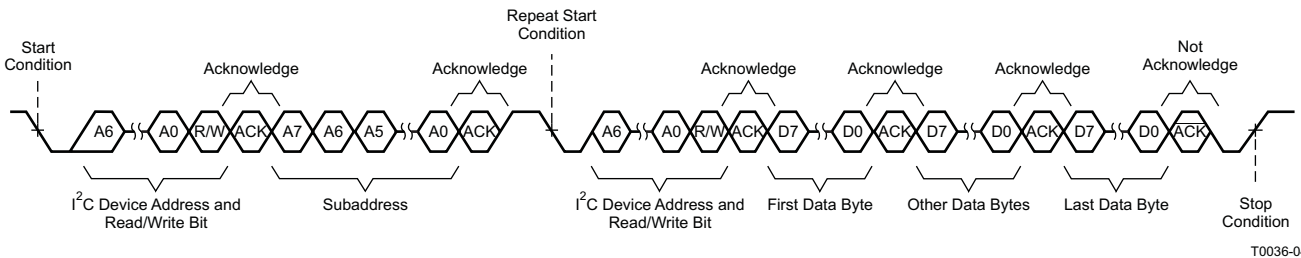 Repeat Start
Condition
Start
Condition
Not
Acknowledge
Acknowledge
Acknowledge
Acknowledge
Acknowledge
Acknowledge
A6 A0 R/W ACK A7 A6 A5 A0 ACK A6 A0 R/W ACK D7 D0 ACK D7 D0 ACK D7 D0 ACK
I2C Device Address and
Read/Write Bit
Subaddress
I2C Device Address and
Read/Write Bit
First Data Byte
Other Data Bytes
Last Data Byte
Stop
Condition
T0036-0